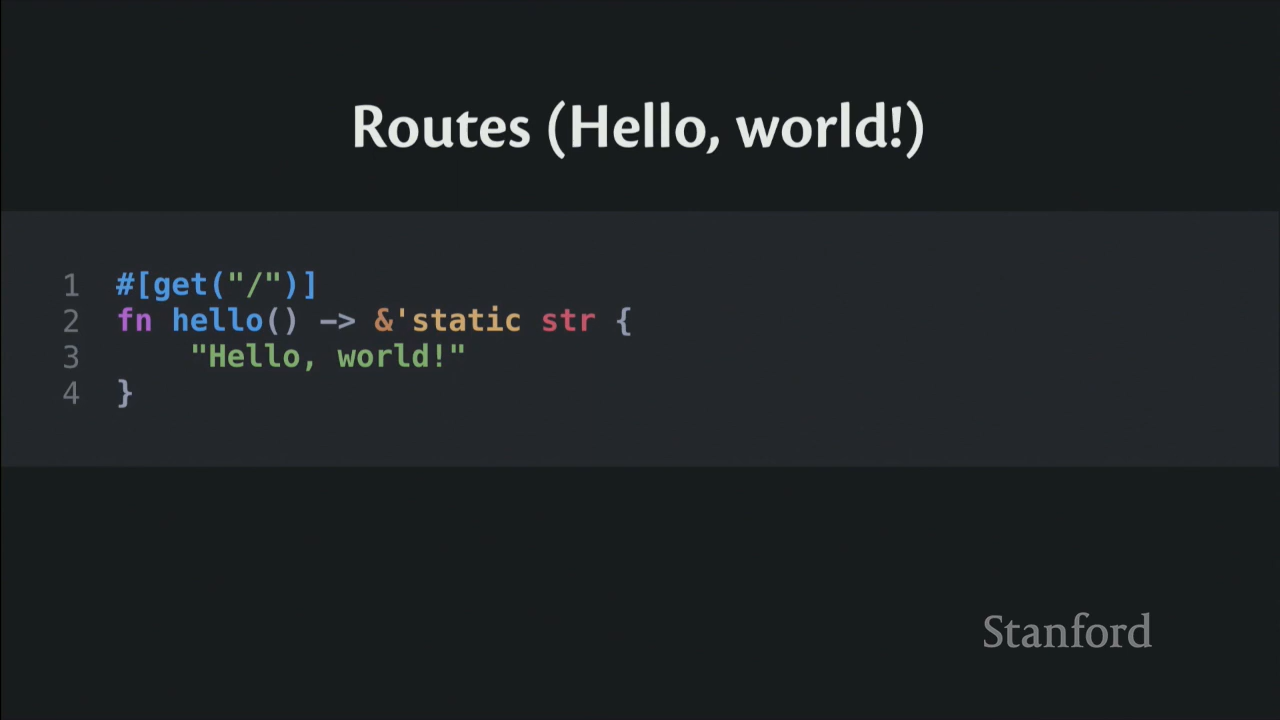 Routes (Hello, world!)
1 #[get("/")]
2 fn hello() -> &'static str {
3     "Hello, world!"
4 }
Stanford